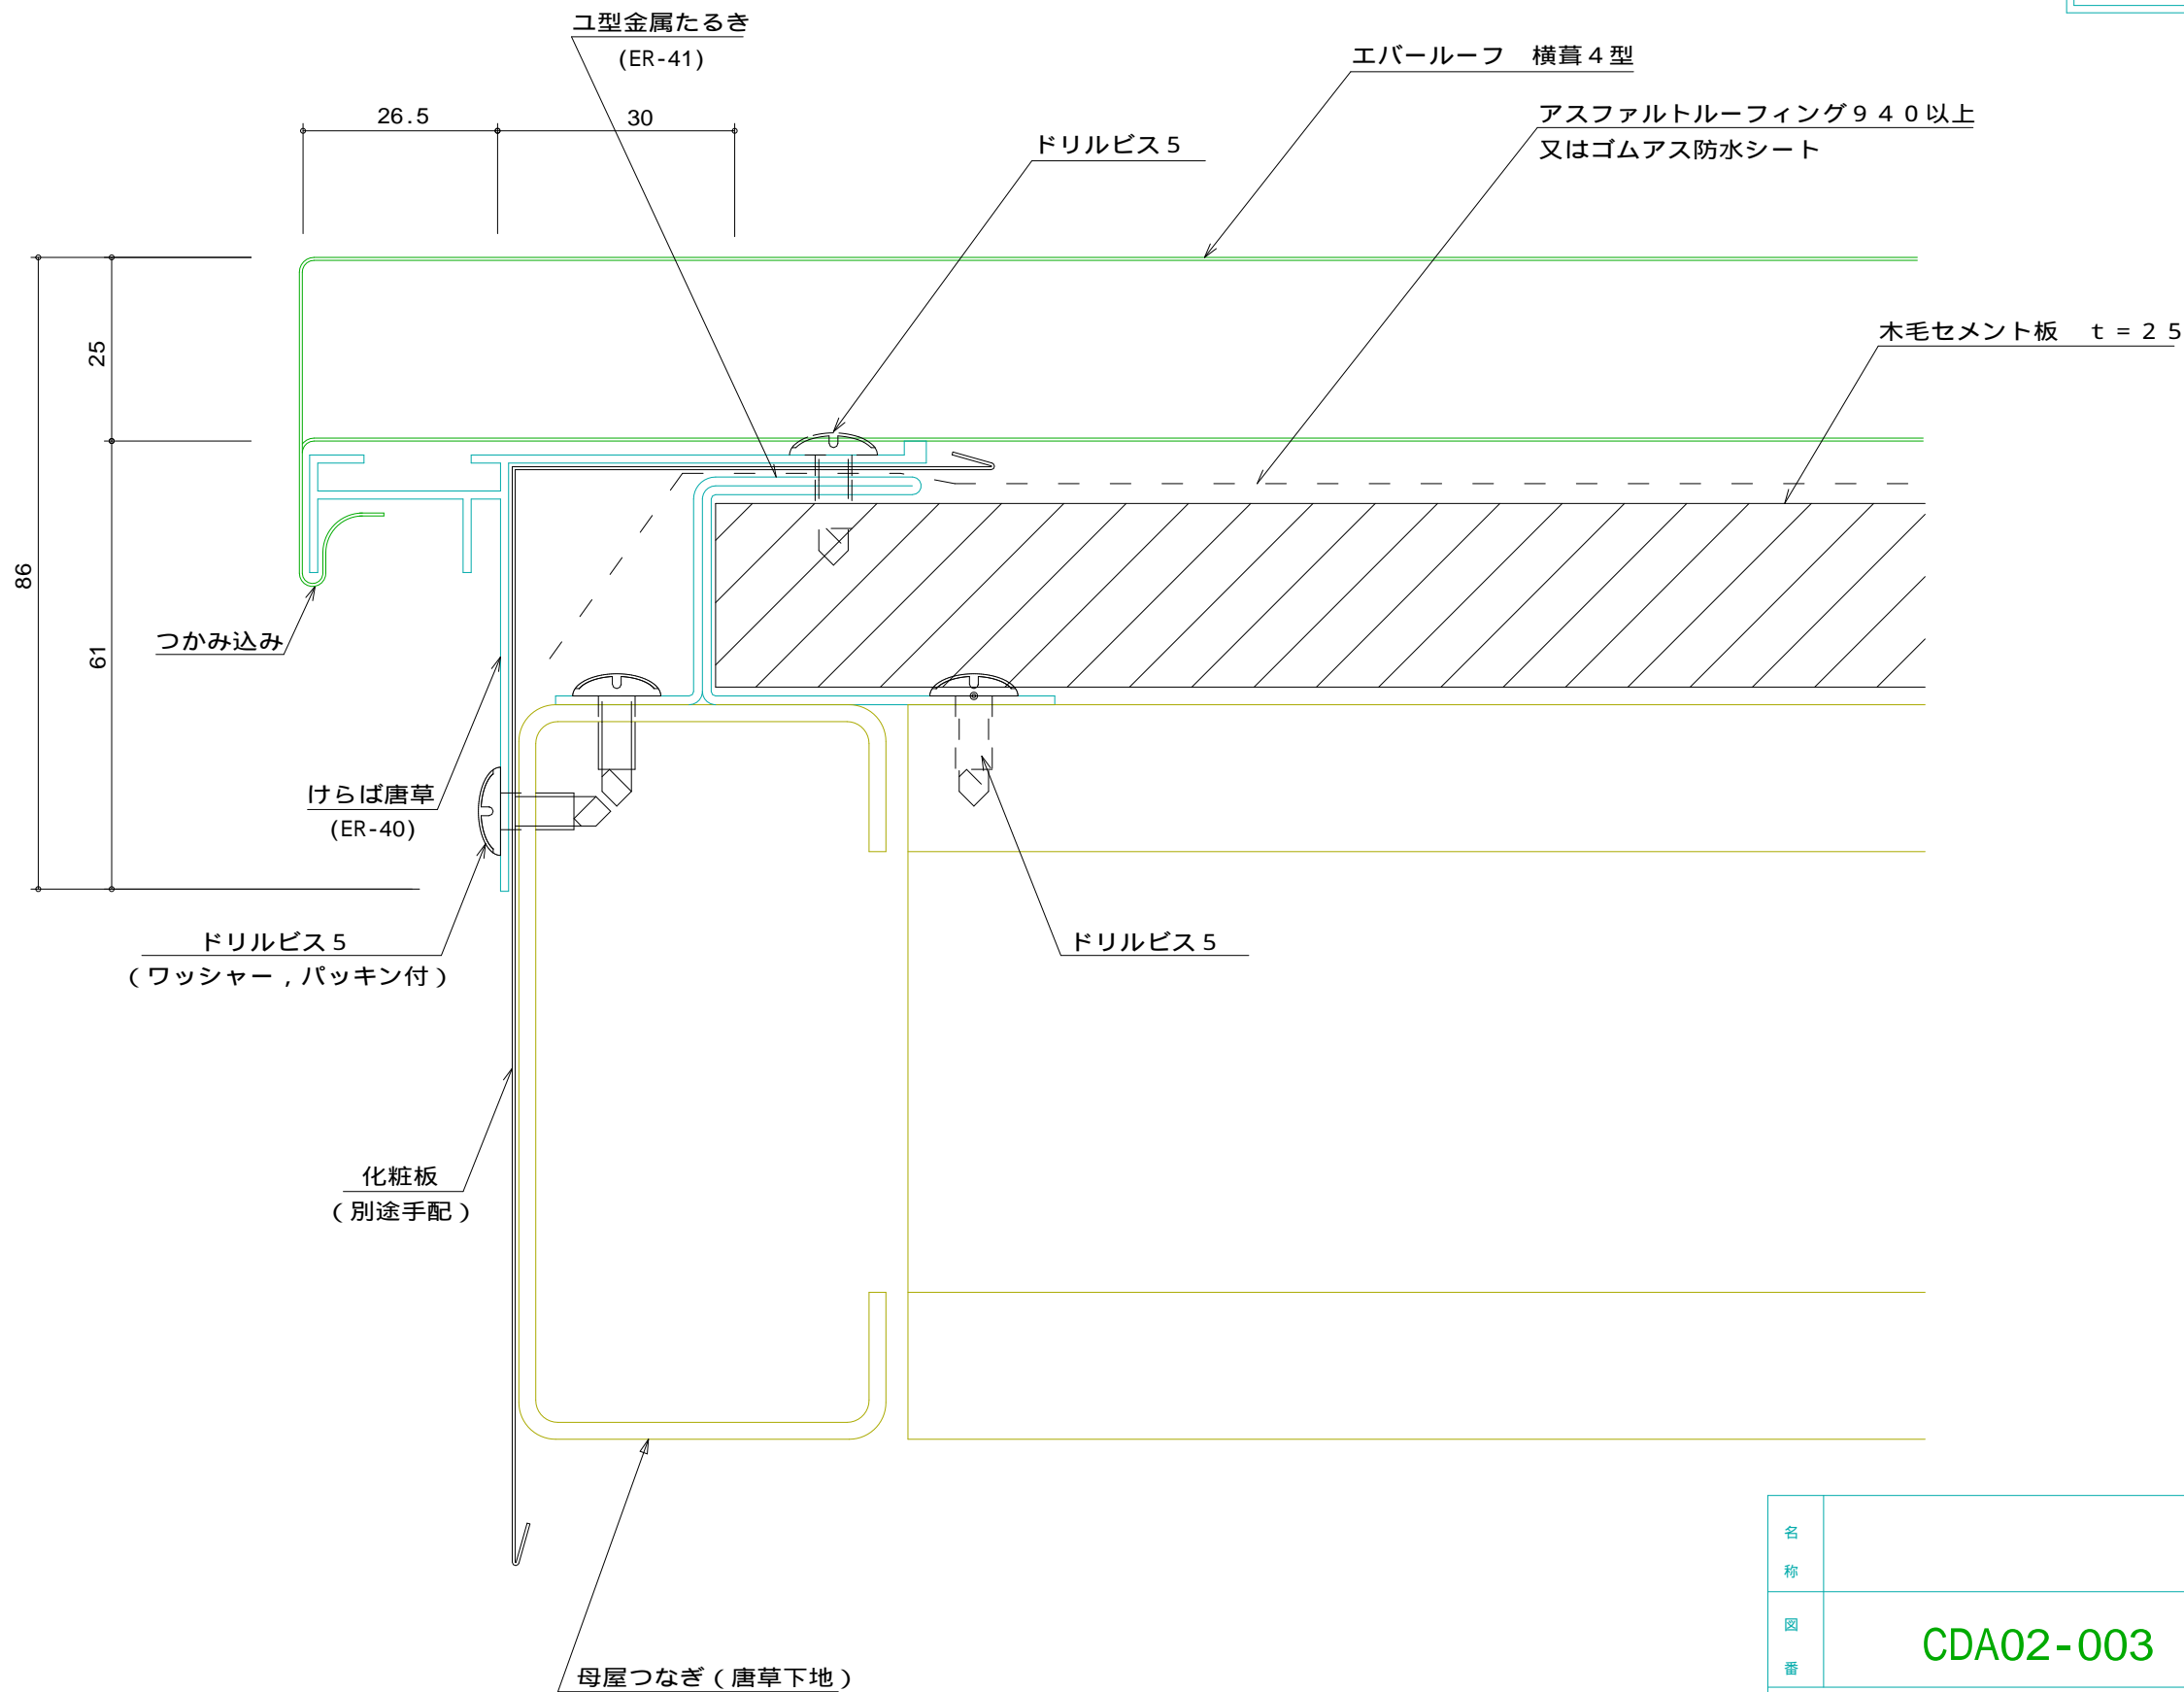 ユ型金属たるき
(ER-41)
エバールーフ　横葺４型
アスファルトルーフィング９４０以上
又はゴムアス防水シート
ドリルビス５
26.5
30
木毛セメント板　ｔ＝２５
25
86
61
つかみ込み
けらば唐草
(ER-40)
ドリルビス５
（ワッシャー，パッキン付）
ドリルビス５
化粧板
（別途手配）
母屋つなぎ（唐草下地）
名称
図番
CDA02-003